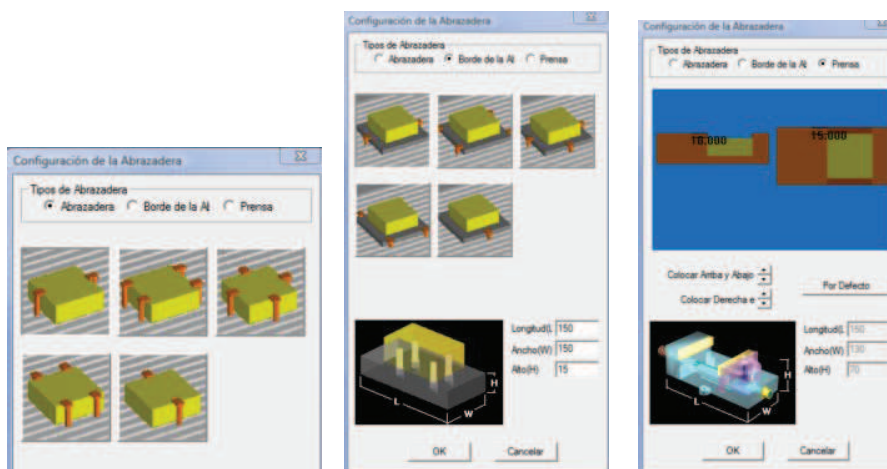 Configuración de la Abrazadera
Tipos de Abrazadera
Abrazadera Borde de la Al Prensa
Configuración de la Abrazadera
Tipos de Abrazadera
Abrazadera Borde de la Al Prensa
Longitud(L 150
Ancho(W) 150
Alto(H) 15
L
W
H
OK Cancelar
Configuración de la Abrazadera
Tipos de Abrazadera
Abrazadera Borde de la Al Prensa
10.000 15.000
Colocar Arriba y Abajo
Colocar Derecha e
Por Defecto
Longitud(L 150
Ancho(W) 130
Alto(H) 70
L
W
H
OK Cancelar